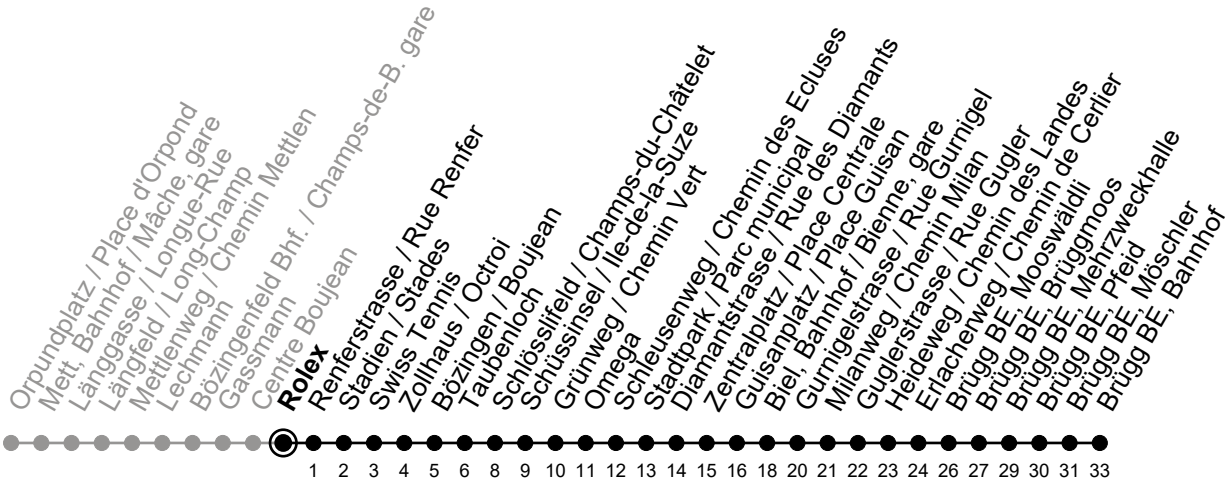 Orpundplatz / Place d'Orpond
Mett, Bahnhof / Mâche, gare
Länggasse / Longue-Rue
Längfeld / Long-Champ
Mettlenweg / Chemin Mettlen
Lechmann
Bözingenfeld Bhf. / Champs-de-B. gare
Gassmann
Centre Boujean
Rolex
Renferstrasse / Rue Renfer
Stadien / Stades
Swiss Tennis
Zollhaus / Octroi
Bözingen / Boujean
Taubenloch
Schlösslifeld / Champs-du-Châtelet
Schüssinsel / Ile-de-la-Suze
Grünweg / Chemin Vert
Omega
Schleusenweg / Chemin des Ecluses
Stadtpark / Parc municipal
Diamantstrasse / Rue des Diamants
Zentralplatz / Place Centrale
Guisanplatz / Place Guisan
Biel, Bahnhof / Bienne, gare
Gurnigelstrasse / Rue Gurnigel
Milanweg / Chemin Milan
Guglerstrasse / Rue Gugler
Heideweg / Chemin des Landes
Erlacherweg / Chemin de Cerlier
Brügg BE, Mooswäldli
Brügg BE, Brüggmoos
Brügg BE, Mehrzweckhalle
Brügg BE, Pfeid
Brügg BE, Möschler
Brügg BE, Bahnhof
1 2 3 4 5 6 8 9 10 11 12 13 14 15 16 18 20 21 22 23 24 26 27 29 30 31 33